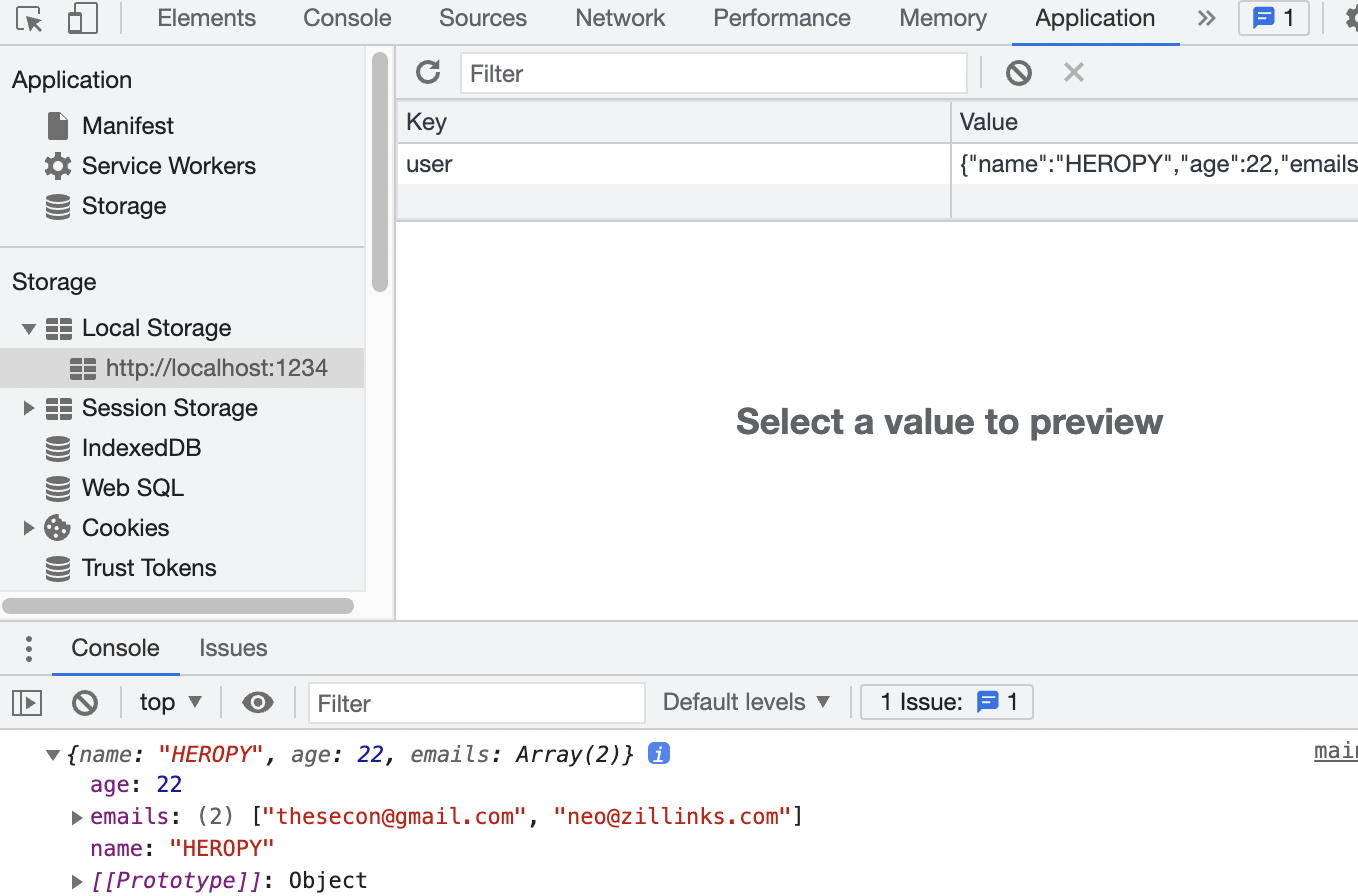 Elements Console Sources Network Performance Memory Application 1
Application
Manifest
Service Workers
Storage
Storage
Local Storage
http://localhost:1234
Session Storage
IndexedDB
Web SQL
Cookies
Trust Tokens
Filter
Key Value
user {"name":"HEROPY","age":22,"emails
Select a value to preview
Console Issues
top Filter Default levels 1 Issue: 1
{name: "HEROPY", age: 22, emails: Array(2)} i main
age: 22
emails: (2) ["thesecon@gmail.com", "neo@zillinks.com"]
name: "HEROPY"
[[Prototype]]: Object